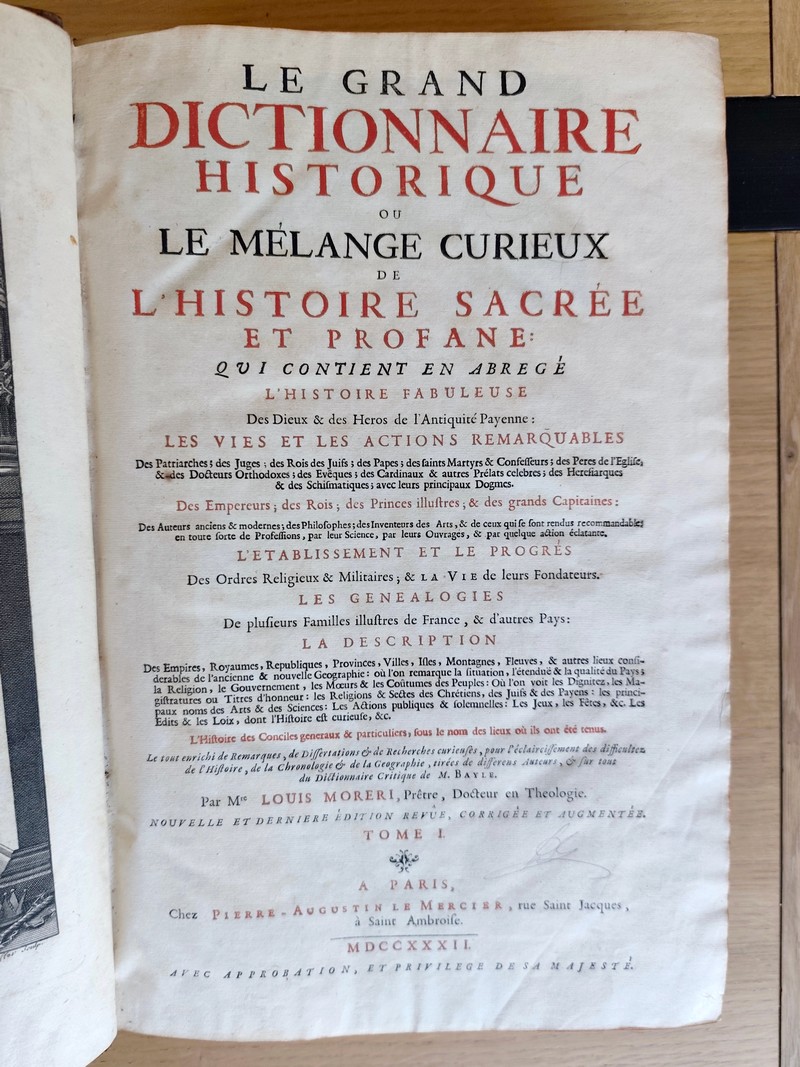 LE GRAND
DICTIONNAIRE
HISTORIQUE
OU
LE MÉLANGE CURIEUX
DE
L'HISTOIRE SACRÉE
ET PROFANE:
QVI CONTIENT EN ABREGÉ
L'HISTOIRE FABULEUSE
Des Dieux & des Heros de l'Antiquité Payenne :
LES VIES ET LES ACTIONS REMARQUABLES
Des Patriarches ; des Juges ; des Rois des Juifs ; des Papes ; des saints Martyrs & Confesseurs ; des Peres de l'Eglise,
& des Docteurs Orthodoxes ; des Evêques ; des Cardinaux & autres Prélats celebres ; des Heresiarques
& des Schismatiques ; avec leurs principaux Dogmes.
Des Empereurs ; des Rois ; des Princes illustres ; & des grands Capitaines :
Des Auteurs anciens & modernes ; des Philosophes ; des Inventeurs des Arts, & de ceux qui se sont rendus recommandables
en toute sorte de Professions, par leur Science, par leurs Ouvrages, & par quelque action éclatante.
L'ETABLISSEMENT ET LE PROGRÉS
Des Ordres Religieux & Militaires ; & LA VIE de leurs Fondateurs.
LES GENEALOGIES
De plusieurs Familles illustres de France, & d'autres Pays :
LA DESCRIPTION
Des Empires, Royaumes, Republiques, Provinces, Villes, Isles, Montagnes, Fleuves, & autres lieux consi-
derables de l'ancienne & nouvelle Geographie : où l'on remarque la situation, l'étenduë & la qualité du Pays ;
la Religion, le Gouvernement, les Mœurs & les Coûtumes des Peuples : Où l'on voit les Dignitez, les Ma-
gistratures ou Titres d'honneur : les Religions & Sectes des Chrétiens, des Juifs & des Payens : les princi-
paux noms des Arts & des Sciences : Les Actions publiques & solemnelles : Les Jeux, les Fêtes, &c. Les
Edits & les Loix, dont l'Histoire est curieuse, &c.
L'Histoire des Conciles generaux & particuliers, sous le nom des lieux où ils ont été tenus.
Le tout enrichi de Remarques, de Dissertations & de Recherches curieuses, pour l'éclaircissement des difficultez
de l'Histoire, de la Chronologie & de la Geographie, tirées de differens Auteurs, & sur tout
du Dictionnaire Critique de M. BAYLE.
Par Mre LOUIS MORERI, Prêtre, Docteur en Theologie.
NOUVELLE ET DERNIERE ÉDITION REVUE, CORRIGÉE ET AUGMENTÉE.
TOME I.
A PARIS,
Chez PIERRE-AUGUSTIN LE MERCIER, rue Saint Jacques,
à Saint Ambroise.
MDCCXXXII.
AVEC APPROBATION, ET PRIVILEGE DE SA MAJESTÉ.